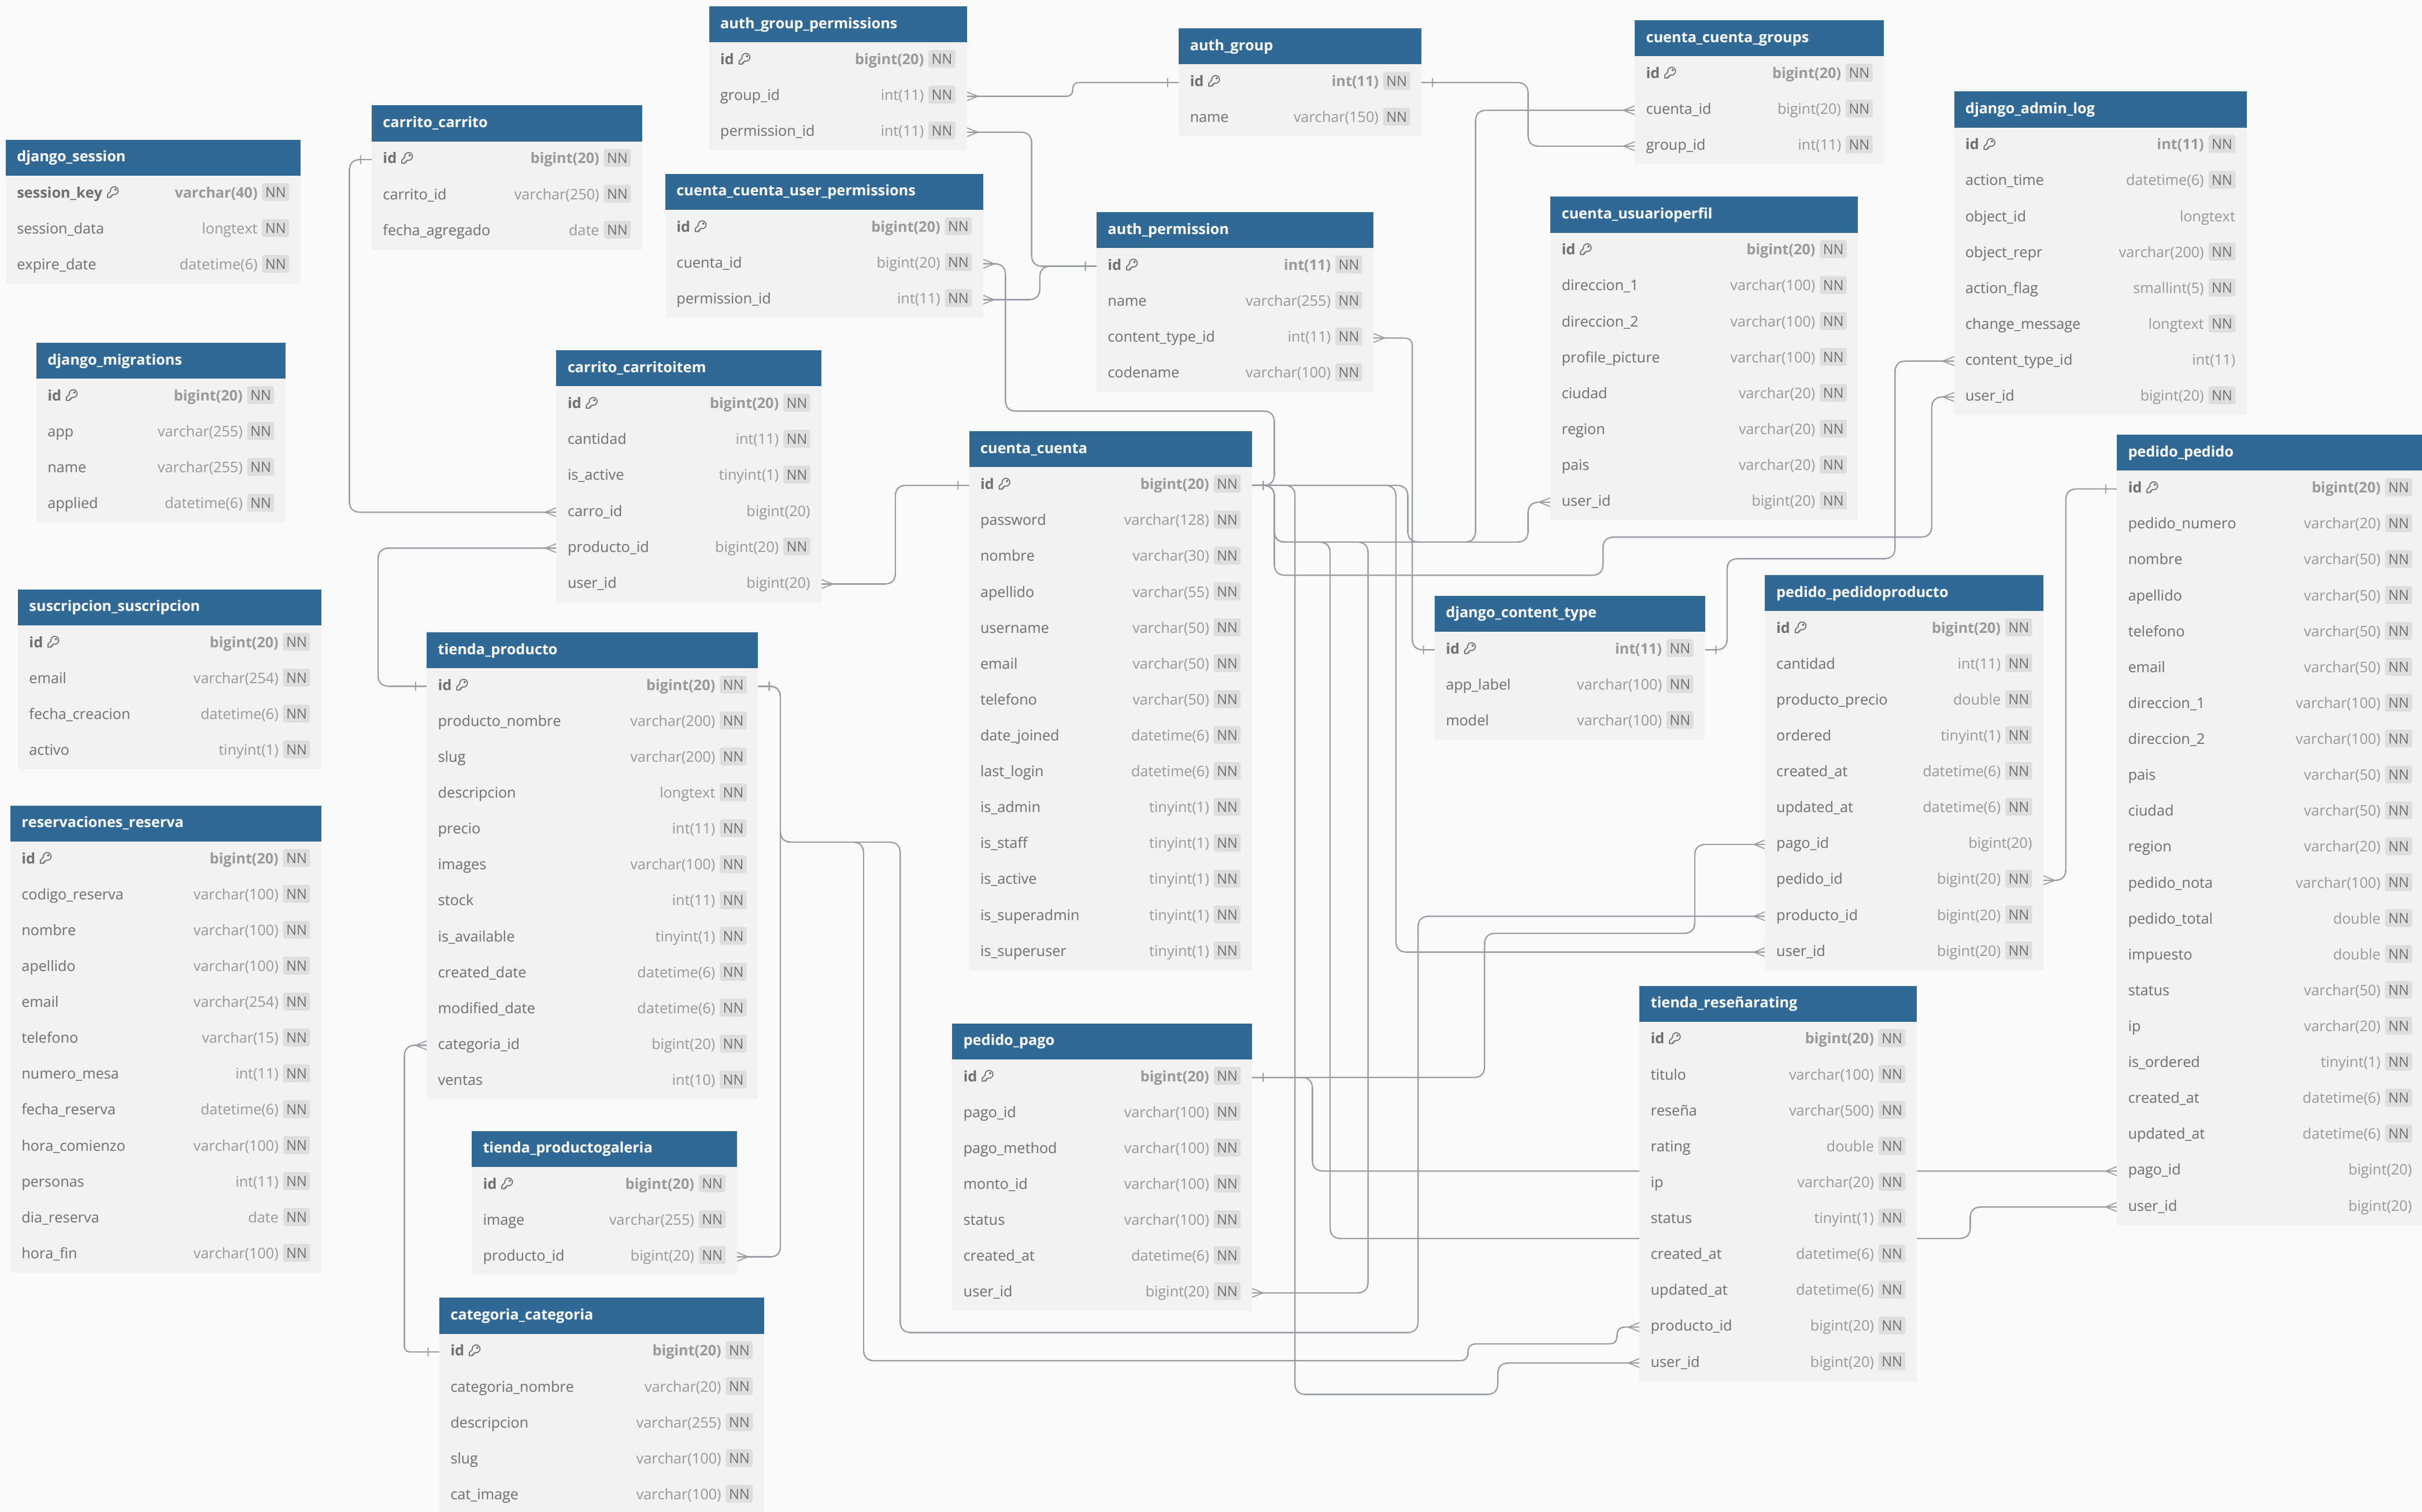 auth_group_permissions
id bigint(20) NN
group_id int(11) NN
permission_id int(11) NN
auth_group
id int(11) NN
name varchar(150) NN
cuenta_cuenta_groups
id bigint(20) NN
cuenta_id bigint(20) NN
group_id int(11) NN
django_admin_log
id int(11) NN
action_time datetime(6) NN
object_id longtext
object_repr varchar(200) NN
action_flag smallint(5) NN
change_message longtext NN
content_type_id int(11)
user_id bigint(20) NN
carrito_carrito
id bigint(20) NN
carrito_id varchar(250) NN
fecha_agregado date NN
django_session
session_key varchar(40) NN
session_data longtext NN
expire_date datetime(6) NN
cuenta_cuenta_user_permissions
id bigint(20) NN
cuenta_id bigint(20) NN
permission_id int(11) NN
auth_permission
id int(11) NN
name varchar(255) NN
content_type_id int(11) NN
codename varchar(100) NN
cuenta_usuarioperfil
id bigint(20) NN
direccion_1 varchar(100) NN
direccion_2 varchar(100) NN
profile_picture varchar(100) NN
ciudad varchar(20) NN
region varchar(20) NN
pais varchar(20) NN
user_id bigint(20) NN
django_migrations
id bigint(20) NN
app varchar(255) NN
name varchar(255) NN
applied datetime(6) NN
carrito_carritoitem
id bigint(20) NN
cantidad int(11) NN
is_active tinyint(1) NN
carro_id bigint(20)
producto_id bigint(20) NN
user_id bigint(20)
cuenta_cuenta
id bigint(20) NN
password varchar(128) NN
nombre varchar(30) NN
apellido varchar(55) NN
username varchar(50) NN
email varchar(50) NN
telefono varchar(50) NN
date_joined datetime(6) NN
last_login datetime(6) NN
is_admin tinyint(1) NN
is_staff tinyint(1) NN
is_active tinyint(1) NN
is_superadmin tinyint(1) NN
is_superuser tinyint(1) NN
pedido_pedido
id bigint(20) NN
pedido_numero varchar(20) NN
nombre varchar(50) NN
apellido varchar(50) NN
telefono varchar(50) NN
email varchar(50) NN
direccion_1 varchar(100) NN
direccion_2 varchar(100) NN
pais varchar(50) NN
ciudad varchar(50) NN
region varchar(20) NN
pedido_nota varchar(100) NN
pedido_total double NN
impuesto double NN
status varchar(50) NN
ip varchar(20) NN
is_ordered tinyint(1) NN
created_at datetime(6) NN
updated_at datetime(6) NN
pago_id bigint(20)
user_id bigint(20)
suscripcion_suscripcion
id bigint(20) NN
email varchar(254) NN
fecha_creacion datetime(6) NN
activo tinyint(1) NN
tienda_producto
id bigint(20) NN
producto_nombre varchar(200) NN
slug varchar(200) NN
descripcion longtext NN
precio int(11) NN
images varchar(100) NN
stock int(11) NN
is_available tinyint(1) NN
created_date datetime(6) NN
modified_date datetime(6) NN
categoria_id bigint(20) NN
ventas int(10) NN
django_content_type
id int(11) NN
app_label varchar(100) NN
model varchar(100) NN
pedido_pedidoproducto
id bigint(20) NN
cantidad int(11) NN
producto_precio double NN
ordered tinyint(1) NN
created_at datetime(6) NN
updated_at datetime(6) NN
pago_id bigint(20)
pedido_id bigint(20) NN
producto_id bigint(20) NN
user_id bigint(20) NN
reservaciones_reserva
id bigint(20) NN
codigo_reserva varchar(100) NN
nombre varchar(100) NN
apellido varchar(100) NN
email varchar(254) NN
telefono varchar(15) NN
numero_mesa int(11) NN
fecha_reserva datetime(6) NN
hora_comienzo varchar(100) NN
personas int(11) NN
dia_reserva date NN
hora_fin varchar(100) NN
tienda_reseñarating
id bigint(20) NN
titulo varchar(100) NN
reseña varchar(500) NN
rating double NN
ip varchar(20) NN
status tinyint(1) NN
created_at datetime(6) NN
updated_at datetime(6) NN
producto_id bigint(20) NN
user_id bigint(20) NN
pedido_pago
id bigint(20) NN
pago_id varchar(100) NN
pago_method varchar(100) NN
monto_id varchar(100) NN
status varchar(100) NN
created_at datetime(6) NN
user_id bigint(20) NN
tienda_productogaleria
id bigint(20) NN
image varchar(255) NN
producto_id bigint(20) NN
categoria_categoria
id bigint(20) NN
categoria_nombre varchar(20) NN
descripcion varchar(255) NN
slug varchar(100) NN
cat_image varchar(100) NN